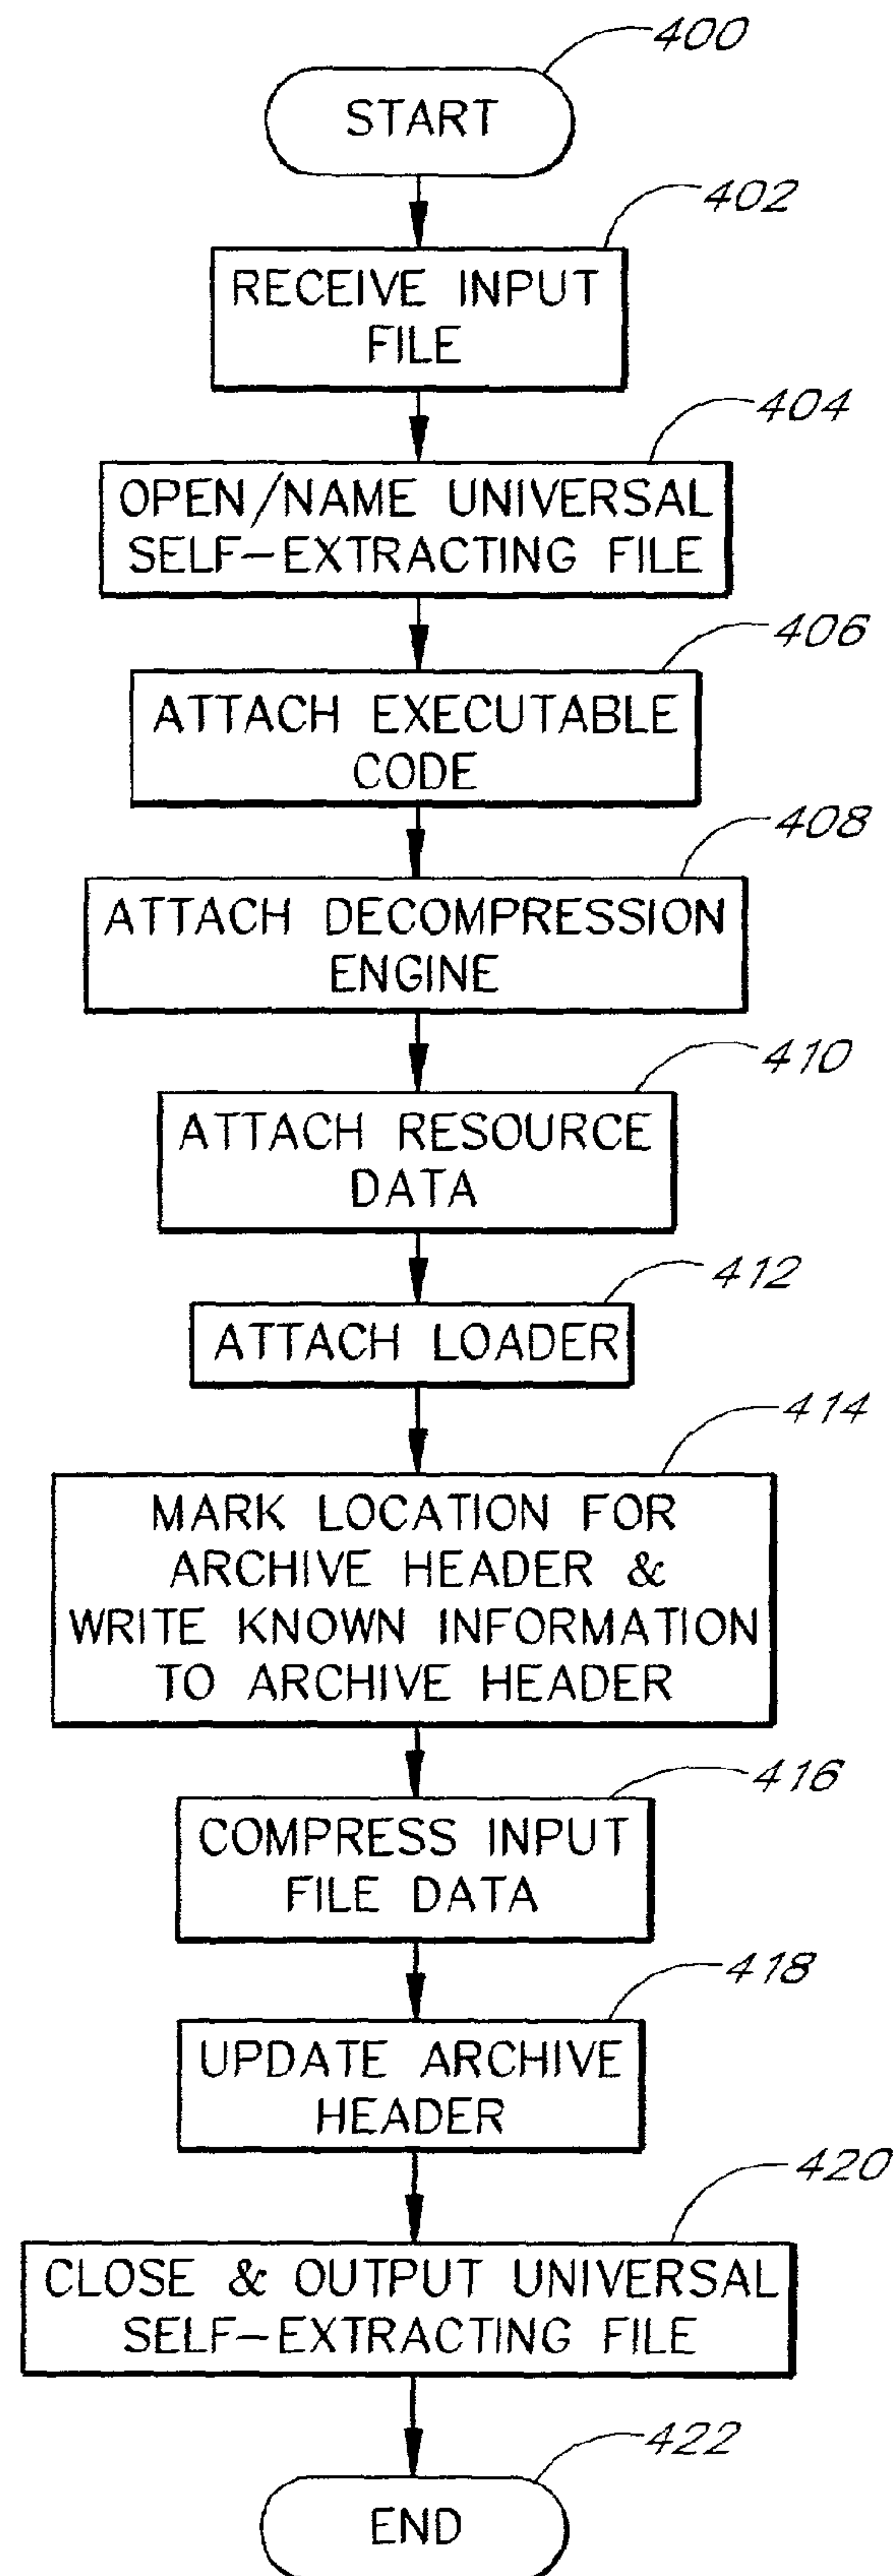 400
START
402
RECEIVE INPUT
FILE
404
OPEN/NAME UNIVERSAL
SELF-EXTRACTING FILE
406
ATTACH EXECUTABLE
CODE
408
ATTACH DECOMPRESSION
ENGINE
410
ATTACH RESOURCE
DATA
412
ATTACH LOADER
414
MARK LOCATION FOR
ARCHIVE HEADER &
WRITE KNOWN INFORMATION
TO ARCHIVE HEADER
416
COMPRESS INPUT
FILE DATA
418
UPDATE ARCHIVE
HEADER
420
CLOSE & OUTPUT UNIVERSAL
SELF-EXTRACTING FILE
422
END